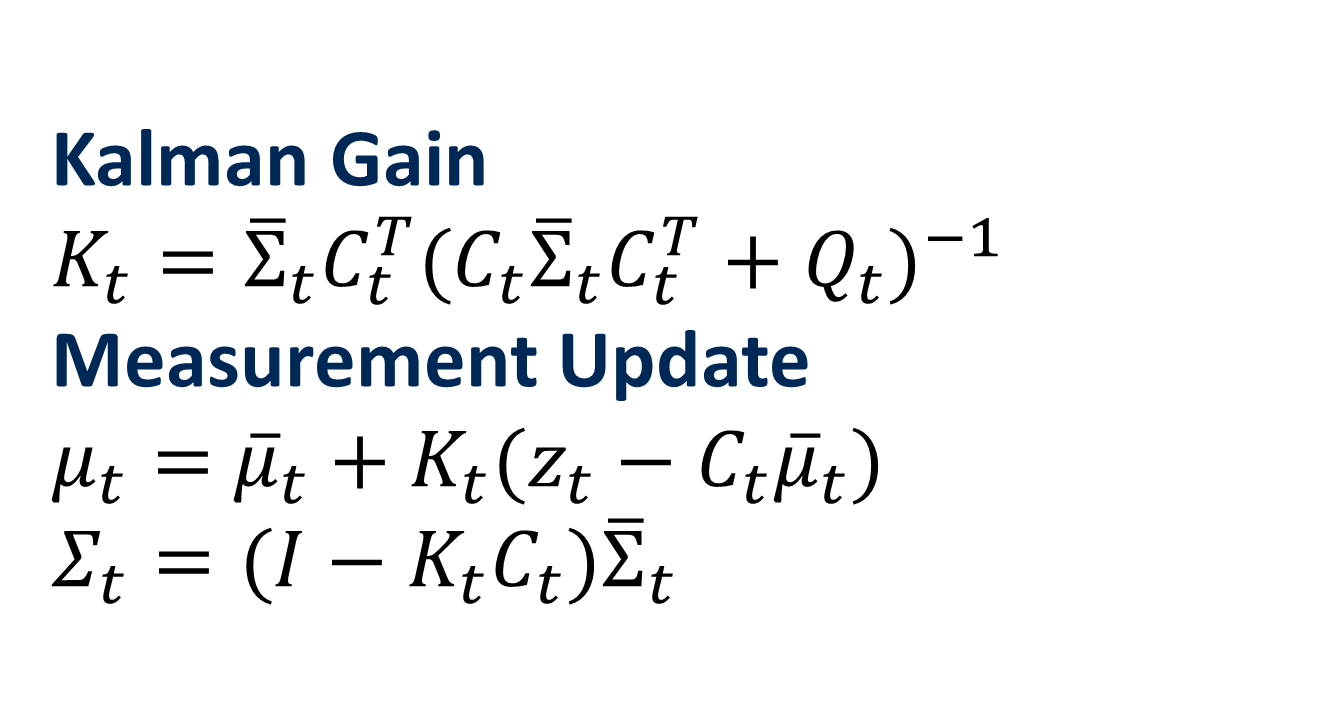 Kalman Gain
K_t = Σ̄_t C_t^T (C_t Σ̄_t C_t^T + Q_t)^{-1}
Measurement Update
μ_t = μ̄_t + K_t (z_t − C_t μ̄_t)
Σ_t = (I − K_t C_t) Σ̄_t